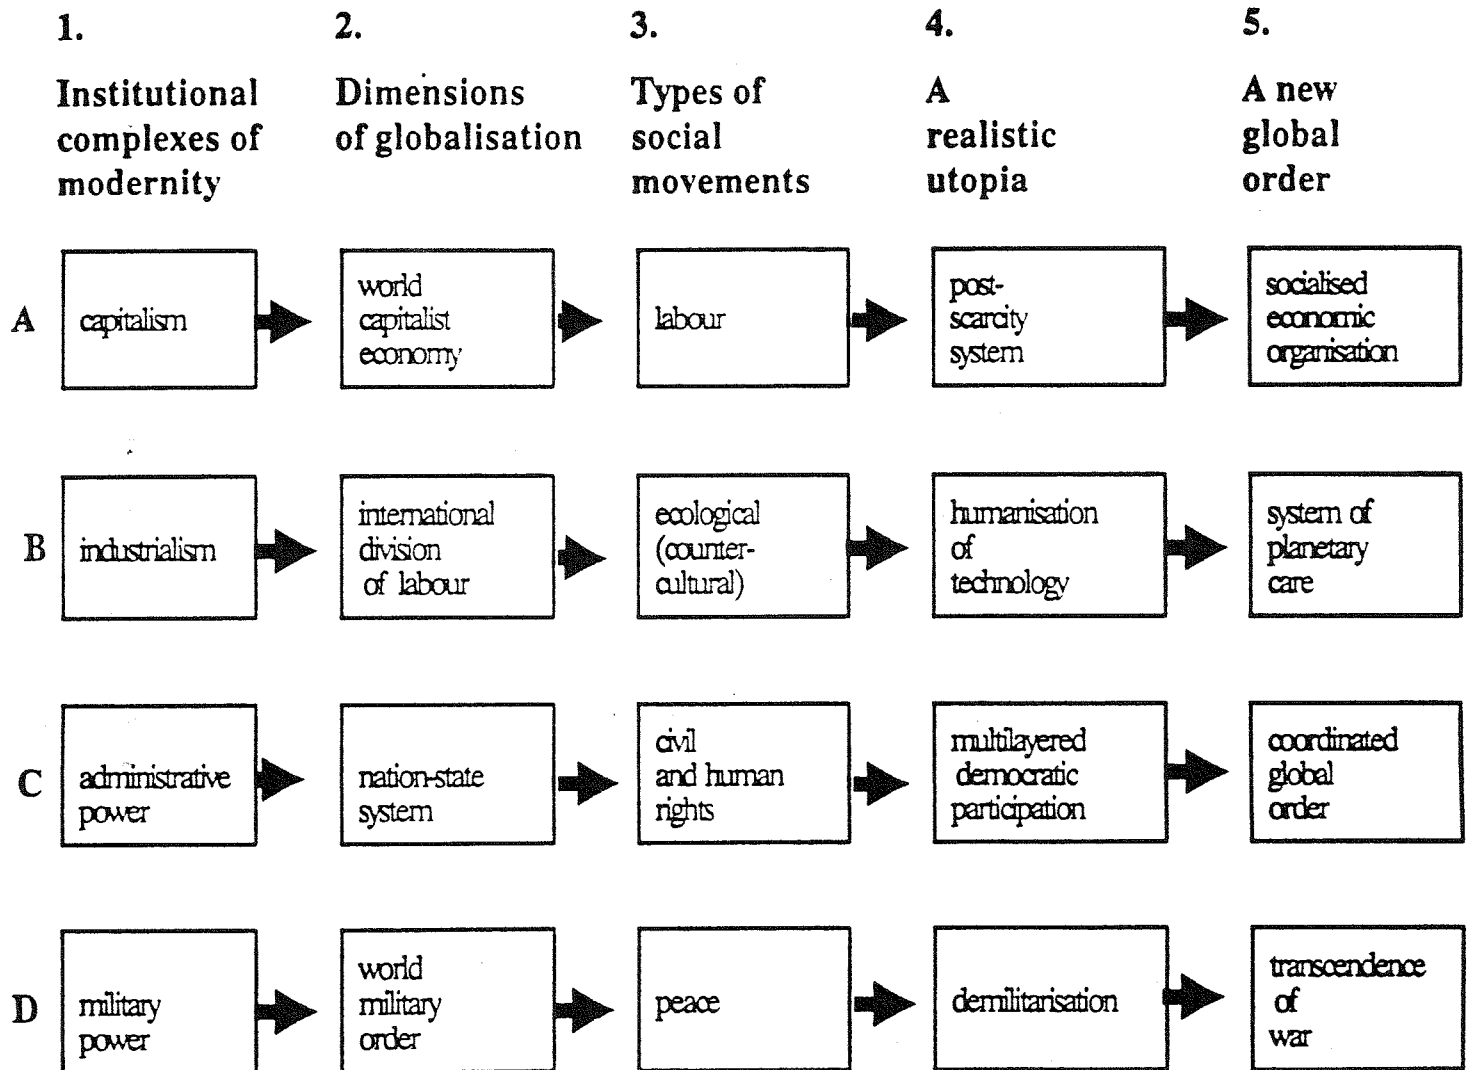 1.
Institutional
complexes of
modernity
2.
Dimensions
of globalisation
3.
Types of
social
movements
4.
A
realistic
utopia
5.
A new
global
order
A
capitalism
world
capitalist
economy
labour
post-
scarcity
system
socialised
economic
organisation
B
industrialism
international
division
of labour
ecological
(counter-
cultural)
humanisation
of
technology
system of
planetary
care
C
administrative
power
nation-state
system
civil
and human
rights
multilayered
democratic
participation
coordinated
global
order
D
military
power
world
military
order
peace
demilitarisation
transcendence
of
war